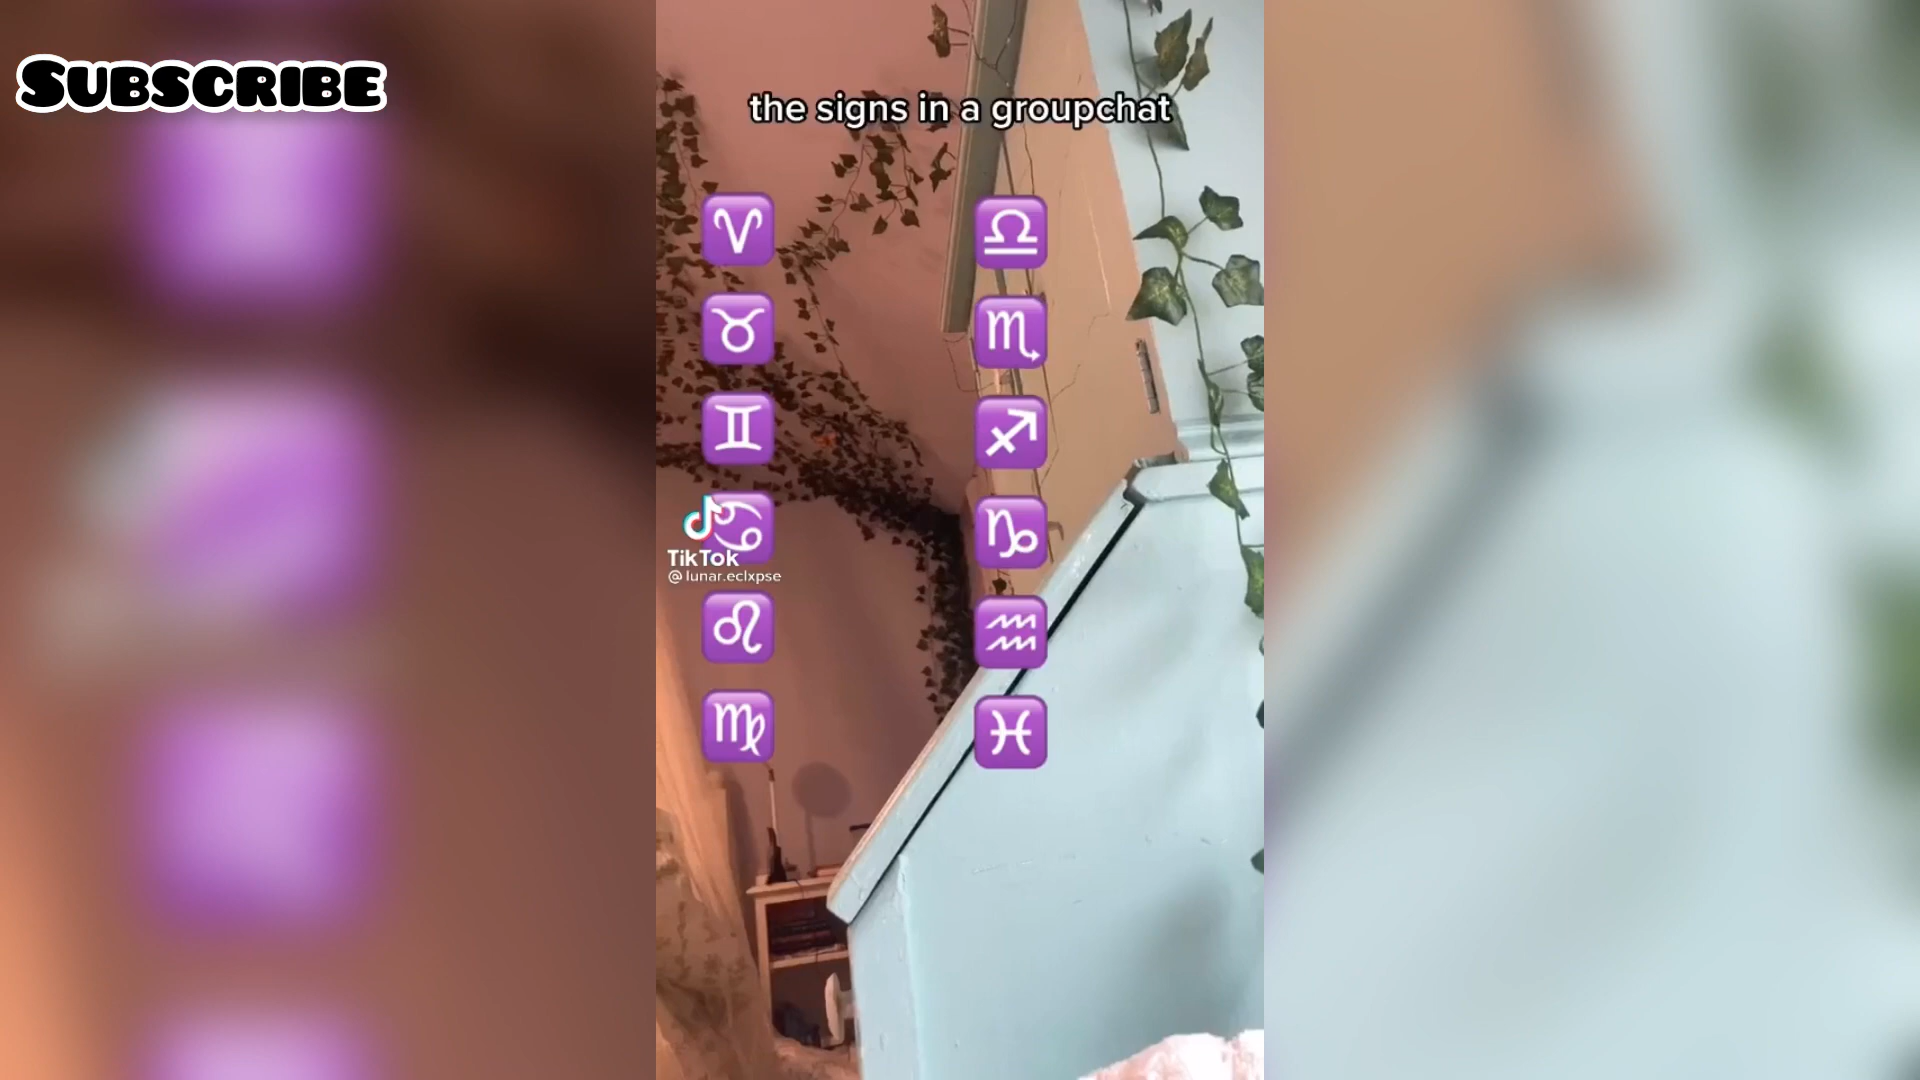 SUBSCRIBE
the signs in a groupchat
♈ ♎
♉ ♏
♊ ♐
♋ ♑
TikTok
@lunar.eclxpse
♌ ♒
♍ ♓